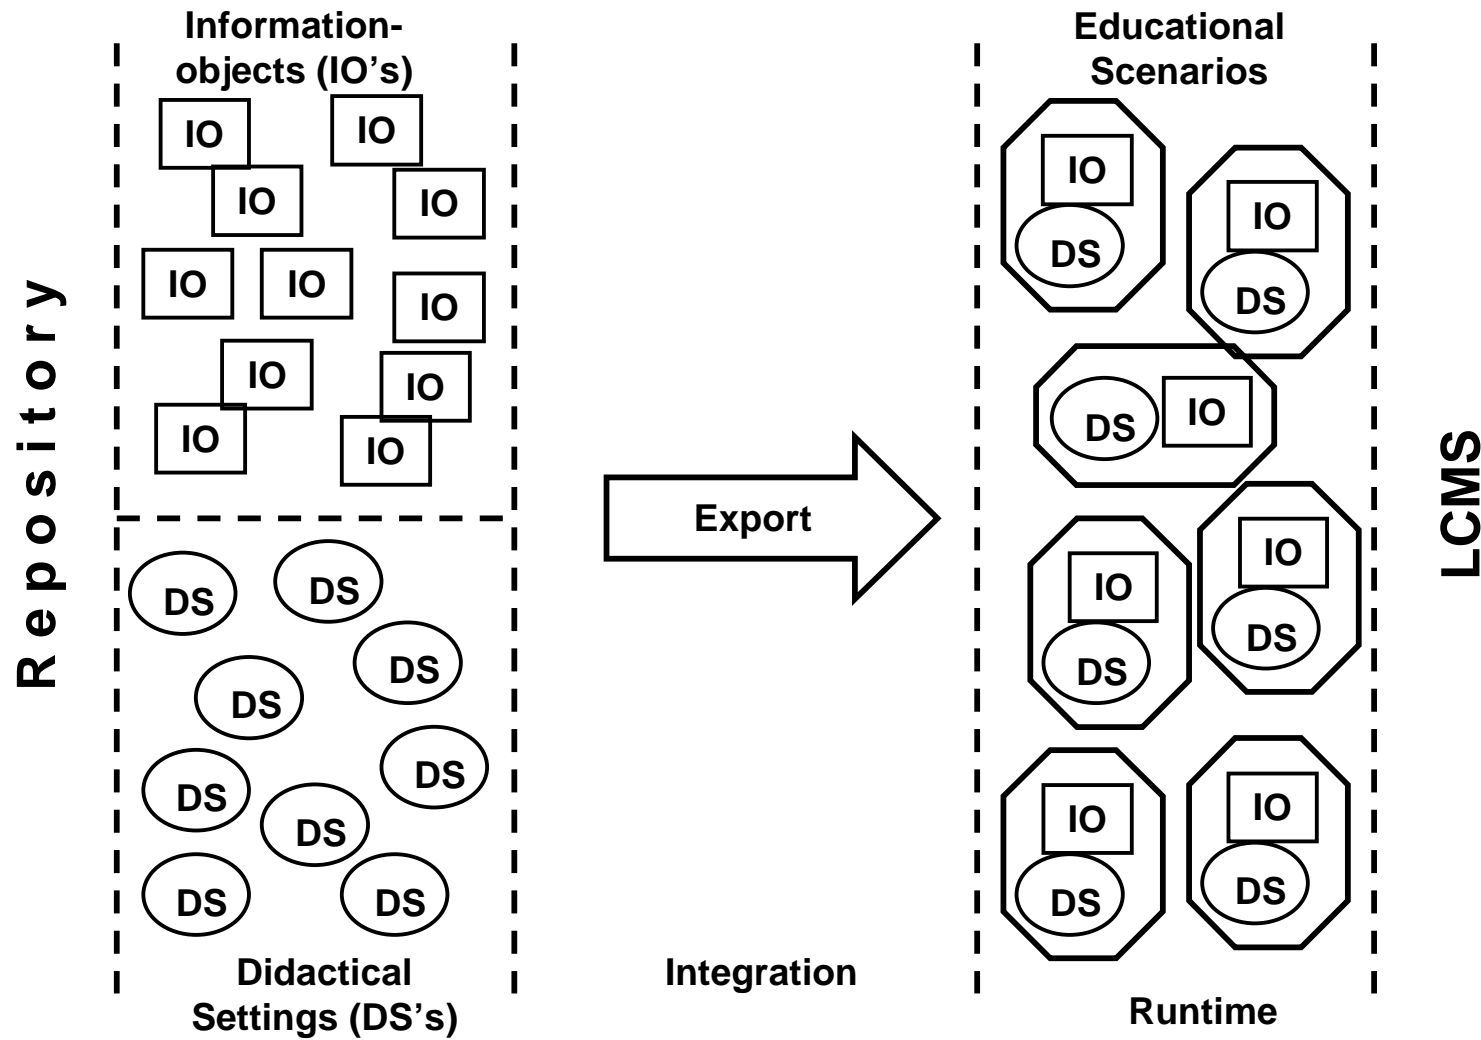 Information-
objects (IO's)
IO
IO
IO
IO
IO
IO
IO
IO
IO
IO
IO
Repository
DS
DS
DS
DS
DS
DS
DS
DS
DS
Didactical
Settings (DS's)
Export
Integration
Educational
Scenarios
IO
DS
IO
DS
DS
IO
IO
DS
IO
DS
IO
DS
IO
DS
Runtime
LCMS